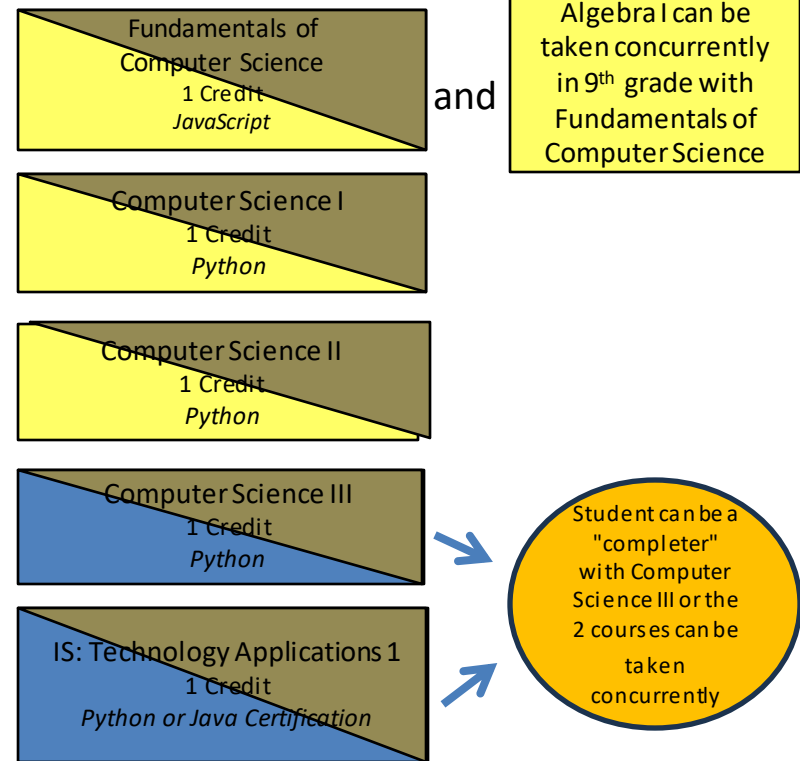 Fundamentals of
Computer Science
1 Credit
JavaScript
and
Algebra I can be
taken concurrently
in 9th grade with
Fundamentals of
Computer Science
Computer Science I
1 Credit
Python
Computer Science II
1 Credit
Python
Computer Science III
1 Credit
Python
IS: Technology Applications 1
1 Credit
Python or Java Certification
Student can be a
"completer"
with Computer
Science III or the
2 courses can be
taken
concurrently